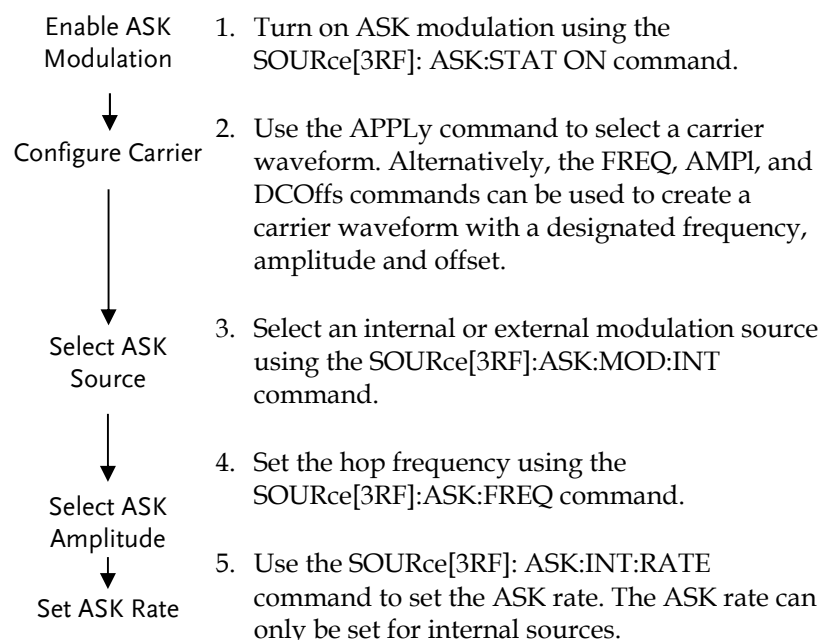 Enable ASK
Modulation
1. Turn on ASK modulation using the
SOURce[3RF]: ASK:STAT ON command.
Configure Carrier
2. Use the APPLy command to select a carrier
waveform. Alternatively, the FREQ, AMPl, and
DCOffs commands can be used to create a
carrier waveform with a designated frequency,
amplitude and offset.
Select ASK
Source
3. Select an internal or external modulation source
using the SOURce[3RF]:ASK:MOD:INT
command.
Select ASK
Amplitude
4. Set the hop frequency using the
SOURce[3RF]:ASK:FREQ command.
Set ASK Rate
5. Use the SOURce[3RF]: ASK:INT:RATE
command to set the ASK rate. The ASK rate can
only be set for internal sources.